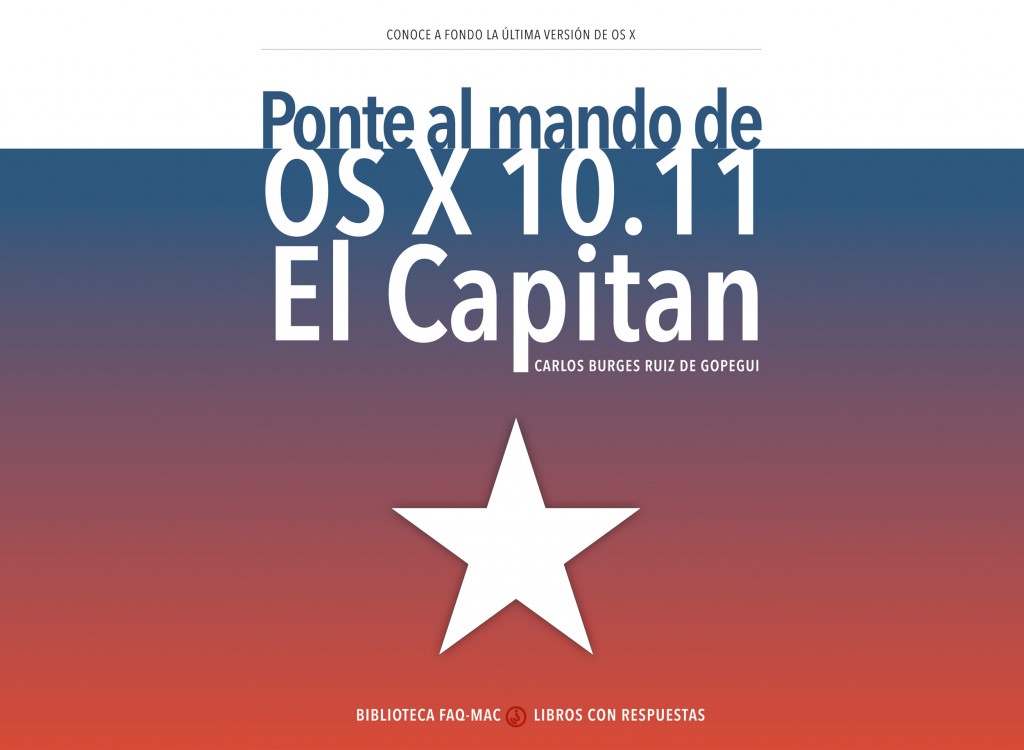 CONOCE A FONDO LA ÚLTIMA VERSIÓN DE OS X
Ponte al mando de
OS X 10.11
El Capitan
CARLOS BURGES RUIZ DE GOPEGUI
BIBLIOTECA FAQ-MAC LIBROS CON RESPUESTAS